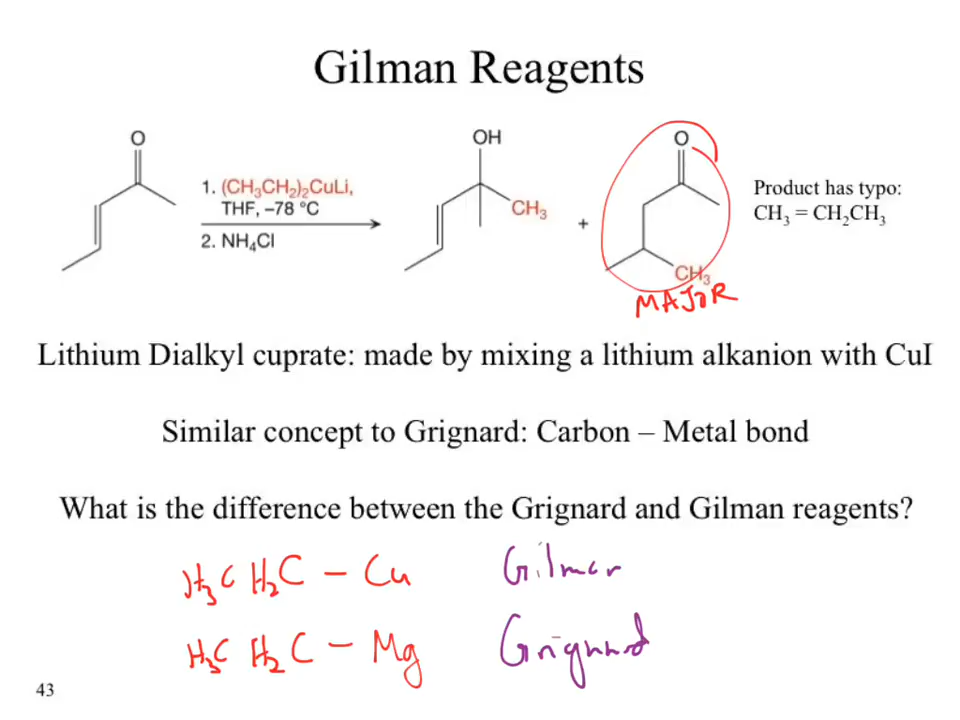 Gilman Reagents
O
1. (CH₃CH₂)₂CuLi,
THF, –78 °C
2. NH₄Cl
OH
CH₃
+
O
CH₃
MAJOR
Product has typo:
CH₃ = CH₂CH₃
Lithium Dialkyl cuprate: made by mixing a lithium alkanion with CuI
Similar concept to Grignard: Carbon – Metal bond
What is the difference between the Grignard and Gilman reagents?
H₃C H₂C – Cu Gilman
H₃C H₂C – Mg Grignard
43